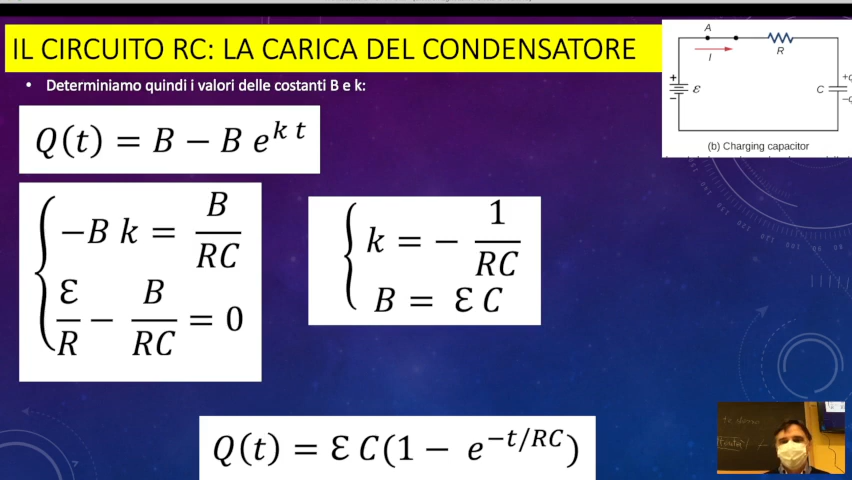 IL CIRCUITO RC: LA CARICA DEL CONDENSATORE
• Determiniamo quindi i valori delle costanti B e k:
Q(t) = B − B e^{k t}
−B k = B/RC
Ɛ/R − B/RC = 0
k = − 1/RC
B = Ɛ C
Q(t) = Ɛ C(1 − e^{−t/RC})
A
I
R
+
ε
−
C
+q
−q
(b) Charging capacitor
7